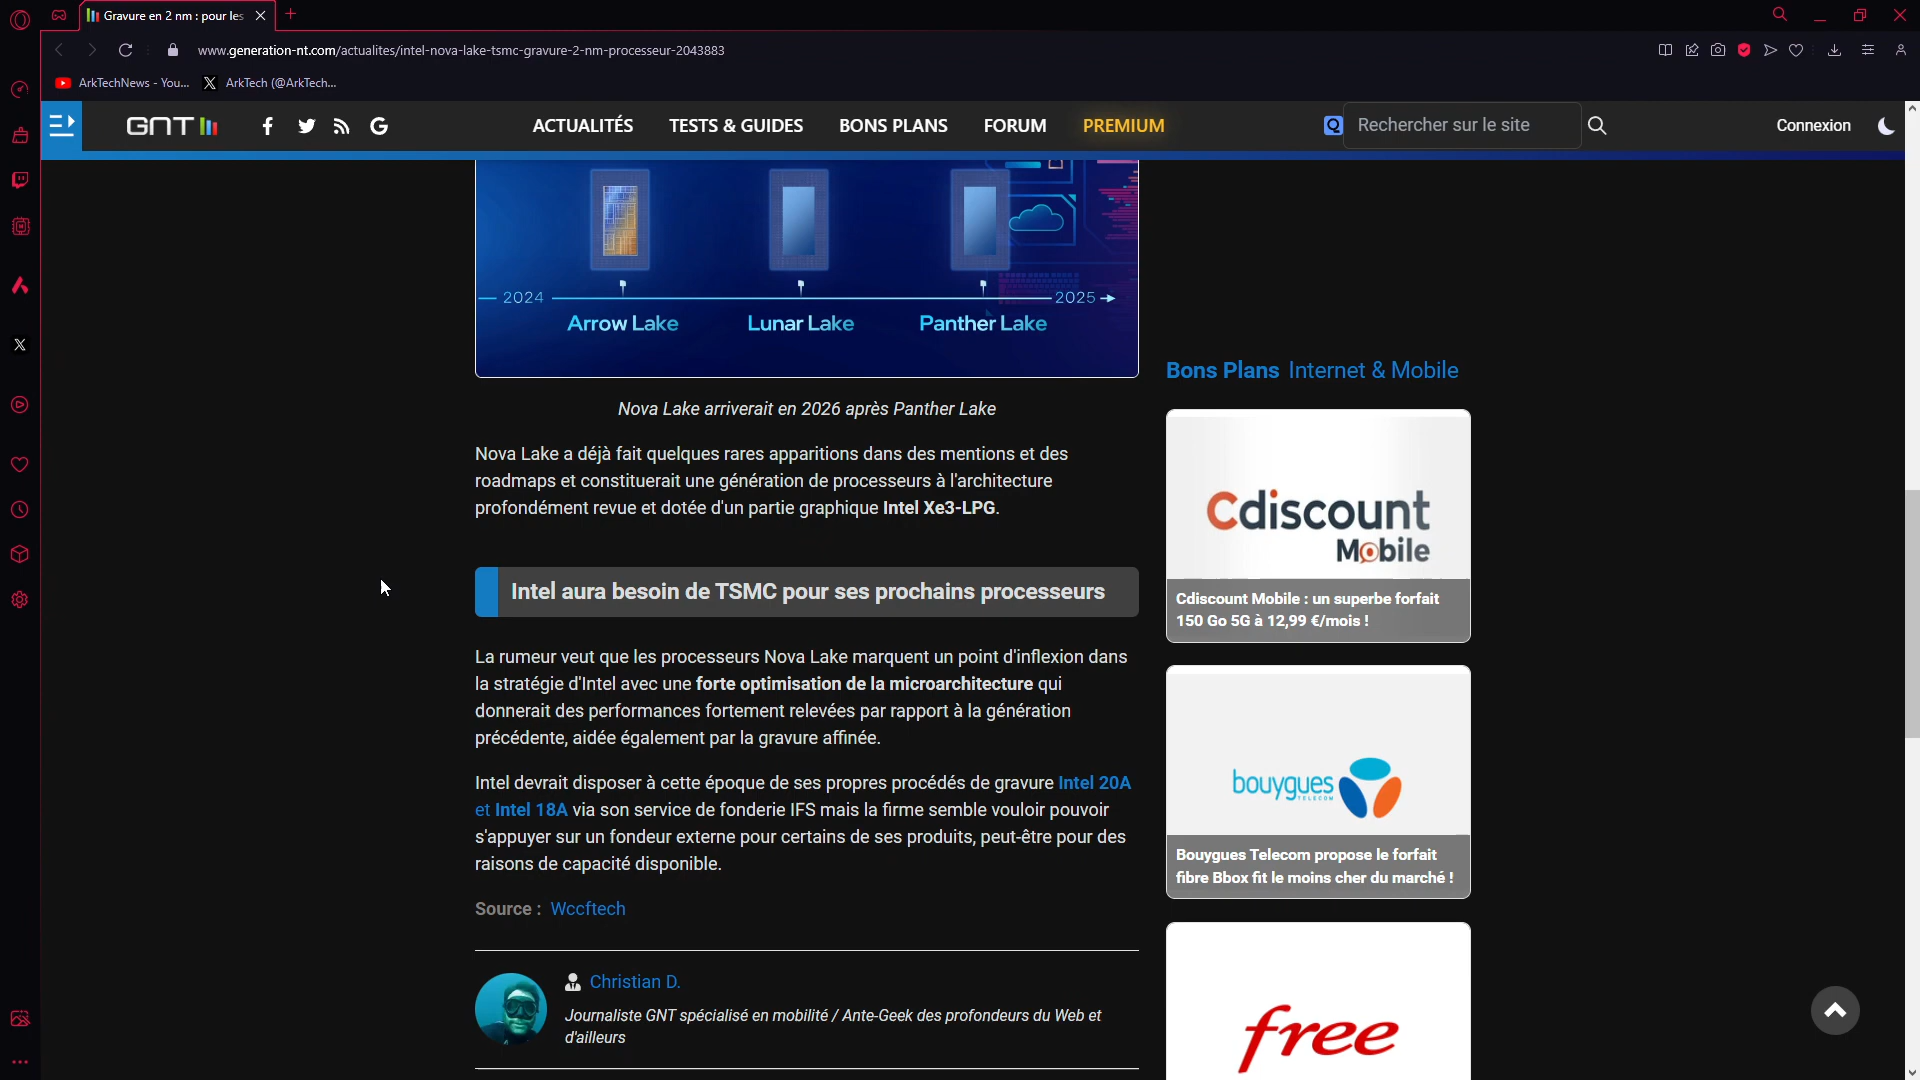 Gravure en 2 nm : pour les
www.generation-nt.com/actualites/intel-nova-lake-tsmc-gravure-2-nm-processeur-2043883
ArkTechNews - You...
ArkTech (@ArkTech...
GNT
ACTUALITÉS
TESTS & GUIDES
BONS PLANS
FORUM
PREMIUM
Rechercher sur le site
Connexion
2024
2025
Arrow Lake
Lunar Lake
Panther Lake
Nova Lake arriverait en 2026 après Panther Lake
Nova Lake a déjà fait quelques rares apparitions dans des mentions et des
roadmaps et constituerait une génération de processeurs à l'architecture
profondément revue et dotée d'un partie graphique Intel Xe3-LPG.
Intel aura besoin de TSMC pour ses prochains processeurs
La rumeur veut que les processeurs Nova Lake marquent un point d'inflexion dans
la stratégie d'Intel avec une forte optimisation de la microarchitecture qui
donnerait des performances fortement relevées par rapport à la génération
précédente, aidée également par la gravure affinée.
Intel devrait disposer à cette époque de ses propres procédés de gravure Intel 20A
et Intel 18A via son service de fonderie IFS mais la firme semble vouloir pouvoir
s'appuyer sur un fondeur externe pour certains de ses produits, peut-être pour des
raisons de capacité disponible.
Source : Wccftech
Christian D.
Journaliste GNT spécialisé en mobilité / Ante-Geek des profondeurs du Web et
d'ailleurs
Bons Plans Internet & Mobile
Cdiscount
Mobile
Cdiscount Mobile : un superbe forfait
150 Go 5G à 12,99 €/mois !
bouygues
TELECOM
Bouygues Telecom propose le forfait
fibre Bbox fit le moins cher du marché !
free